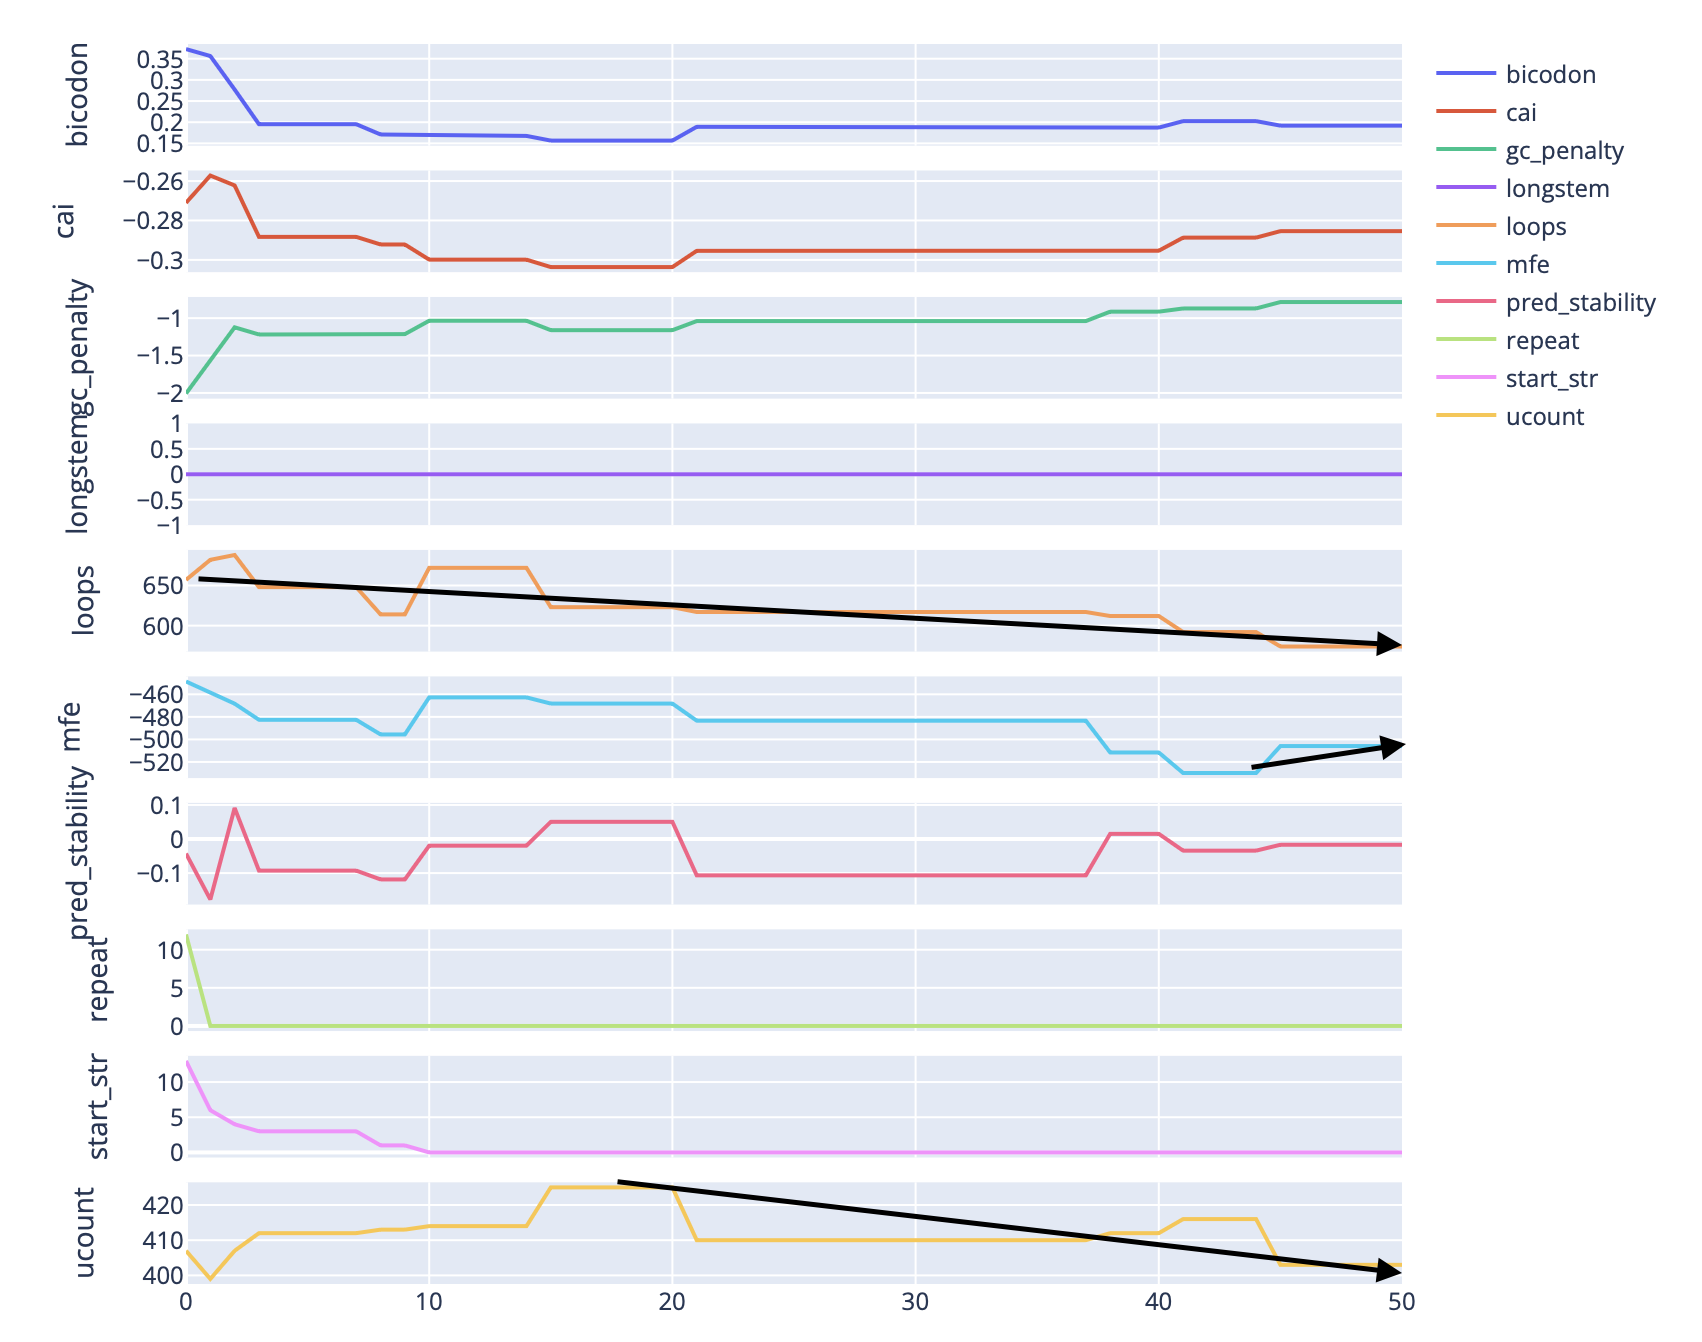 bicodon
0.35
0.3
0.25
0.2
0.15
cai
−0.26
−0.28
−0.3
gc_penalty
−1
−1.5
−2
longstem
1
0.5
0
−0.5
−1
loops
650
600
mfe
−460
−480
−500
−520
pred_stability
0.1
0
−0.1
repeat
10
5
0
start_str
10
5
0
ucount
420
410
400
0 10 20 30 40 50
bicodon
cai
gc_penalty
longstem
loops
mfe
pred_stability
repeat
start_str
ucount